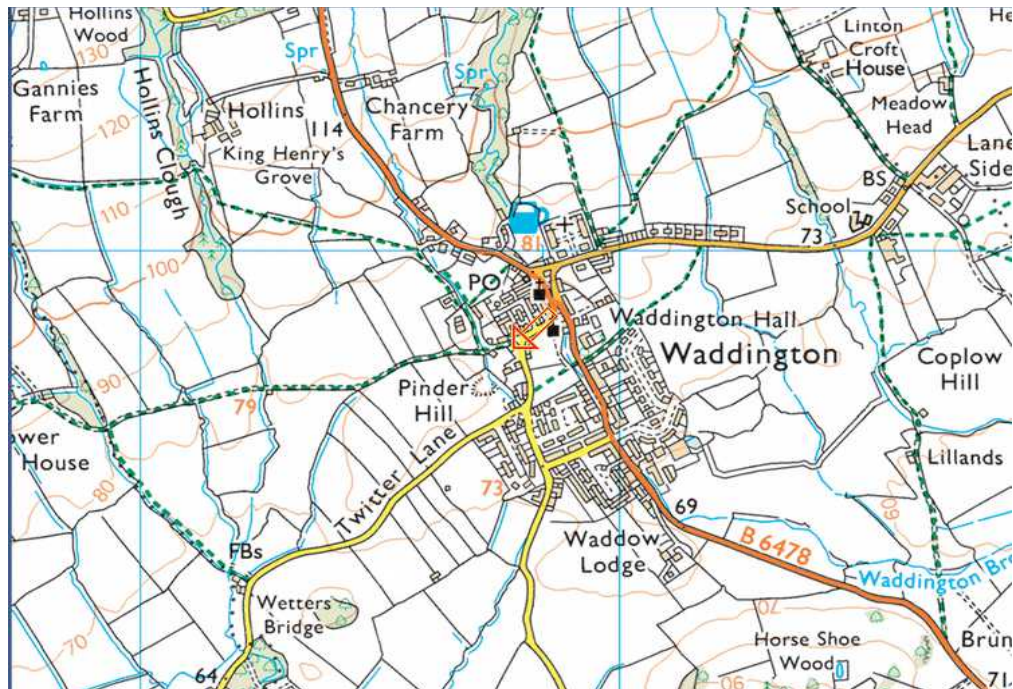 Hollins
Wood
130
Spr
Spr
Linton
Croft
House
Gannies
Farm
Hollins Clough
120
Hollins
114
Chancery
Farm
Meadow
Head
King Henry's
Grove
Lane
Side
BS
School
110
81
73
100
PO
Waddington Hall
Waddington
Coplow
Hill
90
79
Pinder
Hill
House
80
Twitter Lane
73
Lillands
60
69
FBs
Waddow
Lodge
B 6478
Waddington
Wetters
Bridge
70
70
Horse Shoe
Wood
64
90
71